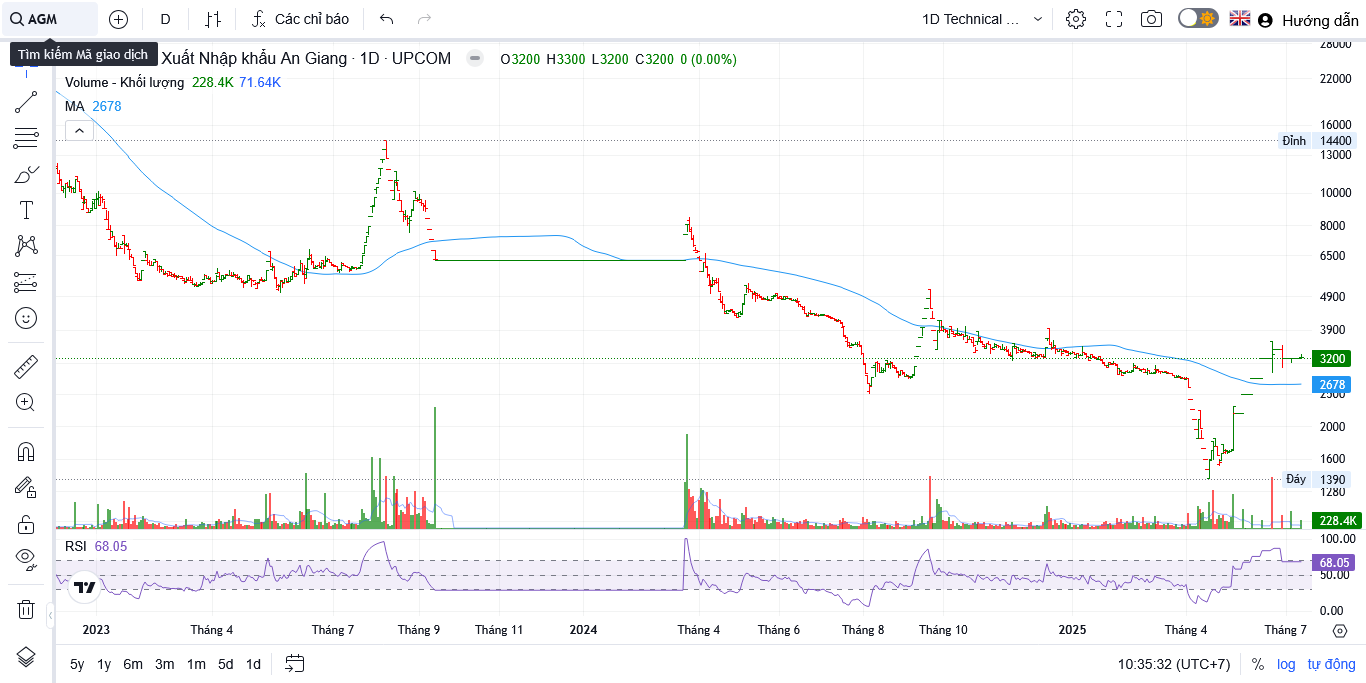 AGM
D
Các chỉ báo
1D Technical ...
Hướng dẫn
Tìm kiếm Mã giao dịch
Xuất Nhập khẩu An Giang · 1D · UPCOM
O3200 H3300 L3200 C3200 0 (0.00%)
Volume - Khối lượng 228.4K 71.64K
MA 2678
28000
22000
16000
Đỉnh 14400
13000
10000
8000
6500
4900
3900
3200
2678
2500
2000
1600
Đáy 1390
1280
228.4K
RSI 68.05
100.00
68.05
50.00
0.00
2023 Tháng 4 Tháng 7 Tháng 9 Tháng 11 2024 Tháng 4 Tháng 6 Tháng 8 Tháng 10 2025 Tháng 4 Tháng 7
5y 1y 6m 3m 1m 5d 1d
10:35:32 (UTC+7) % log tự động